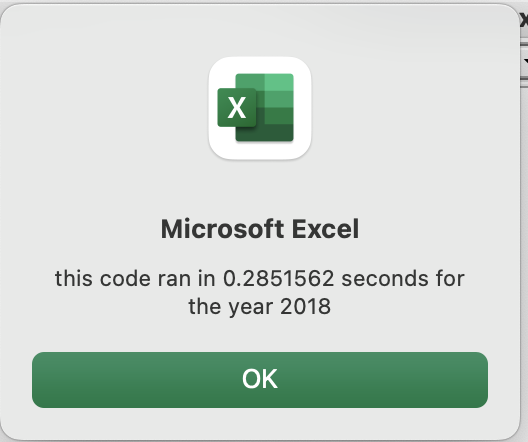 X
Microsoft Excel
this code ran in 0.2851562 seconds for
the year 2018
OK